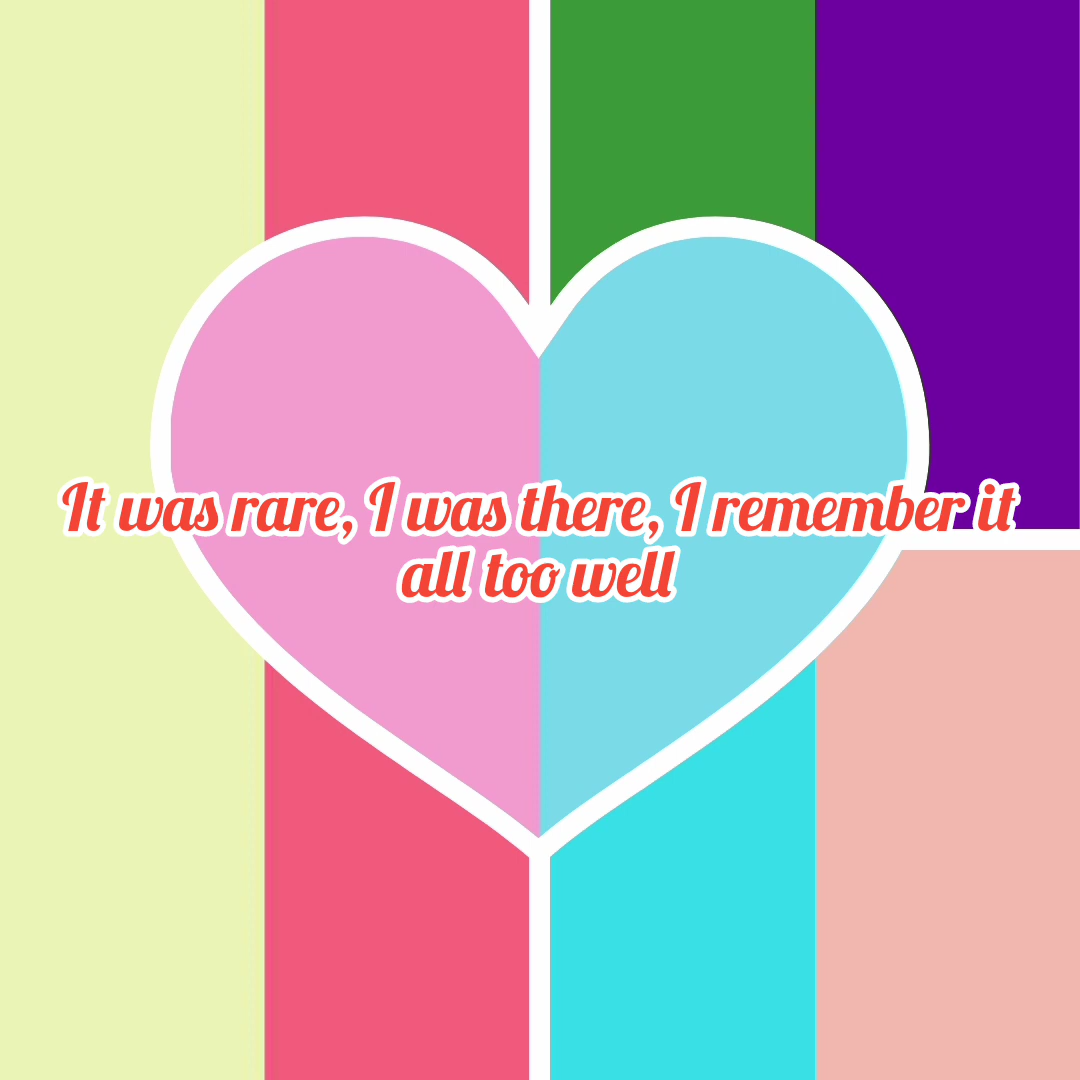 It was rare, I was there, I remember it
all too well